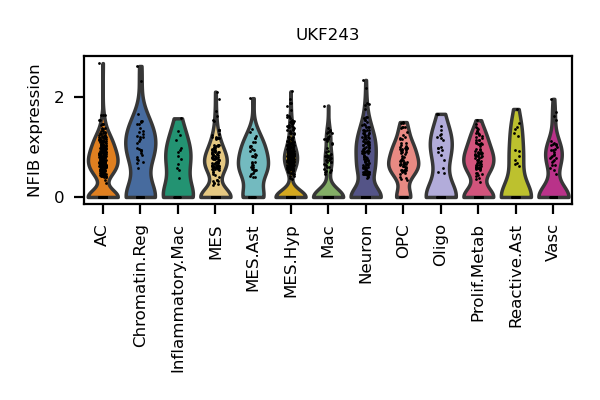 UKF243
NFIB expression
2
0
AC
Chromatin.Reg
Inflammatory.Mac
MES
MES.Ast
MES.Hyp
Mac
Neuron
OPC
Oligo
Prolif.Metab
Reactive.Ast
Vasc